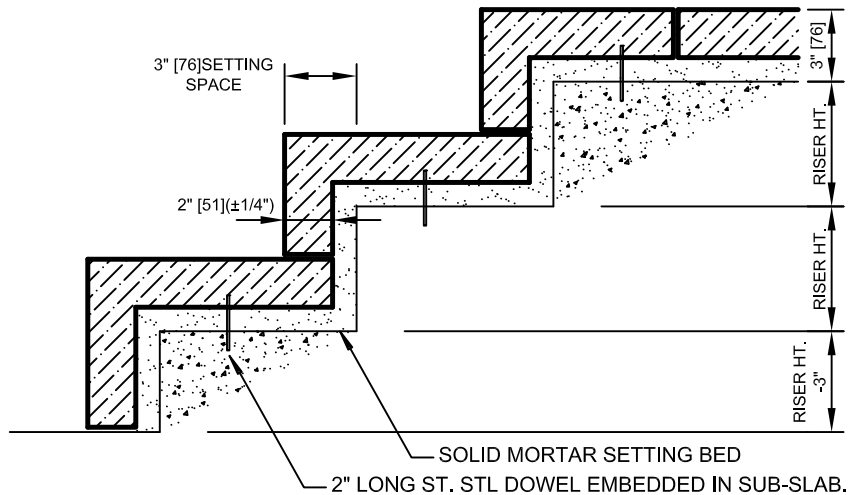 3" [76]SETTING
SPACE
3" [76]
RISER HT.
2" [51](±1/4")
RISER HT.
RISER HT.
-3"
SOLID MORTAR SETTING BED
2" LONG ST. STL DOWEL EMBEDDED IN SUB-SLAB.